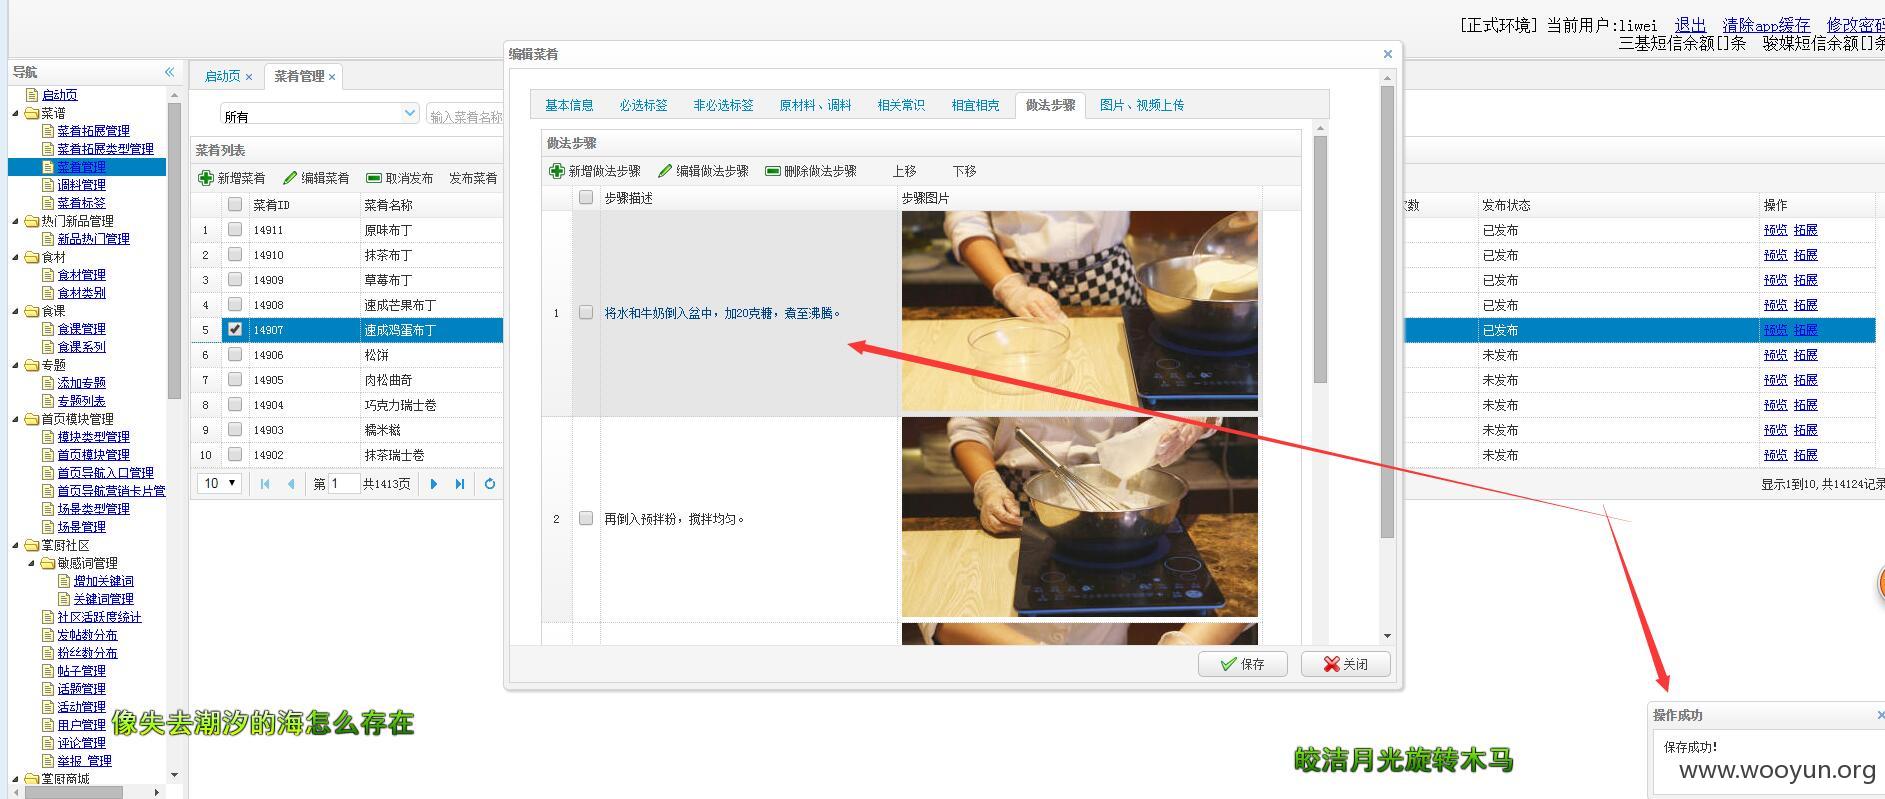 [正式环境] 当前用户:liwei 退出 清除app缓存 修改密码
三基短信余额[]条 骏媒短信余额[]条
导航
启动页
菜谱
菜肴拓展管理
菜肴拓展类型管理
菜肴管理
调料管理
菜肴标签
热门新品管理
新品热门管理
食材
食材管理
食材类别
食课
食课管理
食课系列
专题
添加专题
专题列表
首页模块管理
模块类型管理
首页模块管理
首页导航入口管理
首页导航营销卡片管
场景类型管理
场景管理
掌厨社区
敏感词管理
增加关键词
关键词管理
社区活跃度统计
发帖数分布
粉丝数分布
帖子管理
话题管理
活动管理
用户管理
评论管理
举报 管理
掌厨商城
启动页 菜肴管理
所有 输入菜肴名称
菜肴列表
新增菜肴 编辑菜肴 取消发布 发布菜肴
菜肴ID 菜肴名称
1 14911 原味布丁
2 14910 抹茶布丁
3 14909 草莓布丁
4 14908 速成芒果布丁
5 14907 速成鸡蛋布丁
6 14906 松饼
7 14905 肉松曲奇
8 14904 巧克力瑞士卷
9 14903 糯米糍
10 14902 抹茶瑞士卷
10 第 1 共1413页
编辑菜肴
基本信息 必选标签 非必选标签 原材料、调料 相关常识 相宜相克 做法步骤 图片、视频上传
做法步骤
新增做法步骤 编辑做法步骤 删除做法步骤 上移 下移
步骤描述 步骤图片
1 将水和牛奶倒入盆中，加20克糖，煮至沸腾。
2 再倒入预拌粉，搅拌均匀。
保存 关闭
数 发布状态 操作
已发布 预览 拓展
已发布 预览 拓展
已发布 预览 拓展
已发布 预览 拓展
已发布 预览 拓展
未发布 预览 拓展
未发布 预览 拓展
未发布 预览 拓展
未发布 预览 拓展
未发布 预览 拓展
显示1到10,共14124记录
像失去潮汐的海怎么存在
皎洁月光旋转木马
操作成功
保存成功!
www.wooyun.org